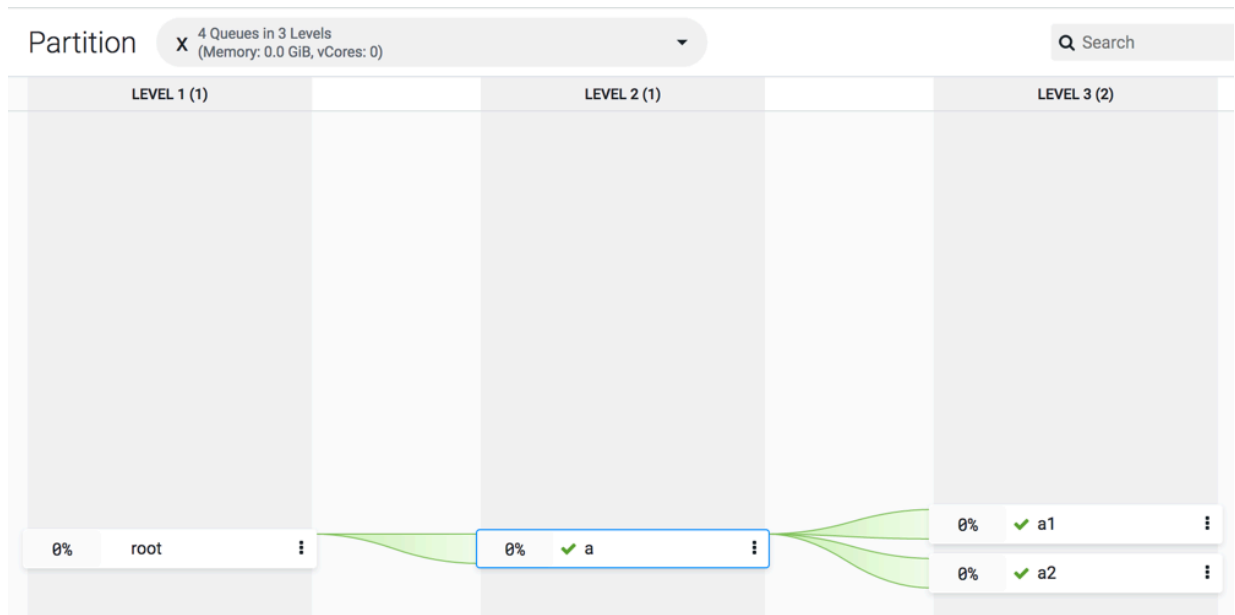 Partition
x
4 Queues in 3 Levels
(Memory: 0.0 GiB, vCores: 0)
Search
LEVEL 1 (1)
LEVEL 2 (1)
LEVEL 3 (2)
0% root
0% a
0% a1
0% a2